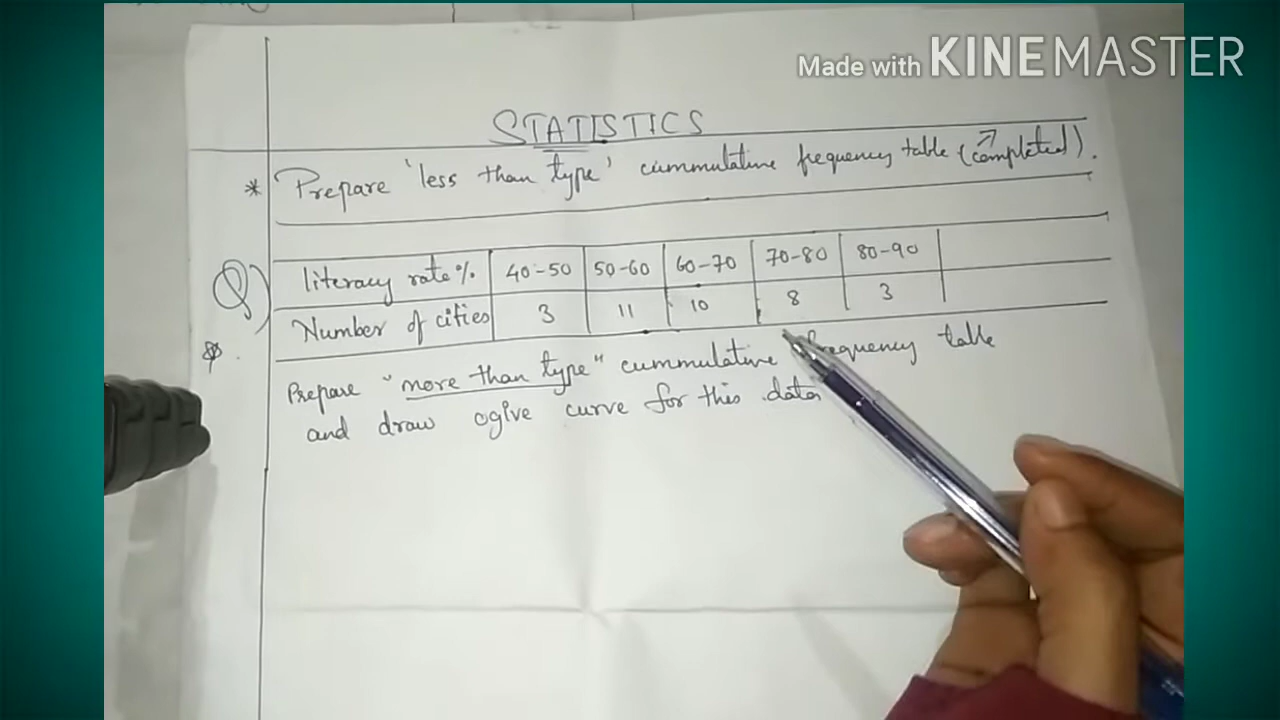 Made with KINEMASTER
STATISTICS
* Prepare 'less than type' cummulative frequency table (completed).
Q) literacy rate% 40-50 50-60 60-70 70-80 80-90
Number of cities 3 11 10 8 3
* Prepare "more than type" cummulative frequency table
and draw ogive curve for this data